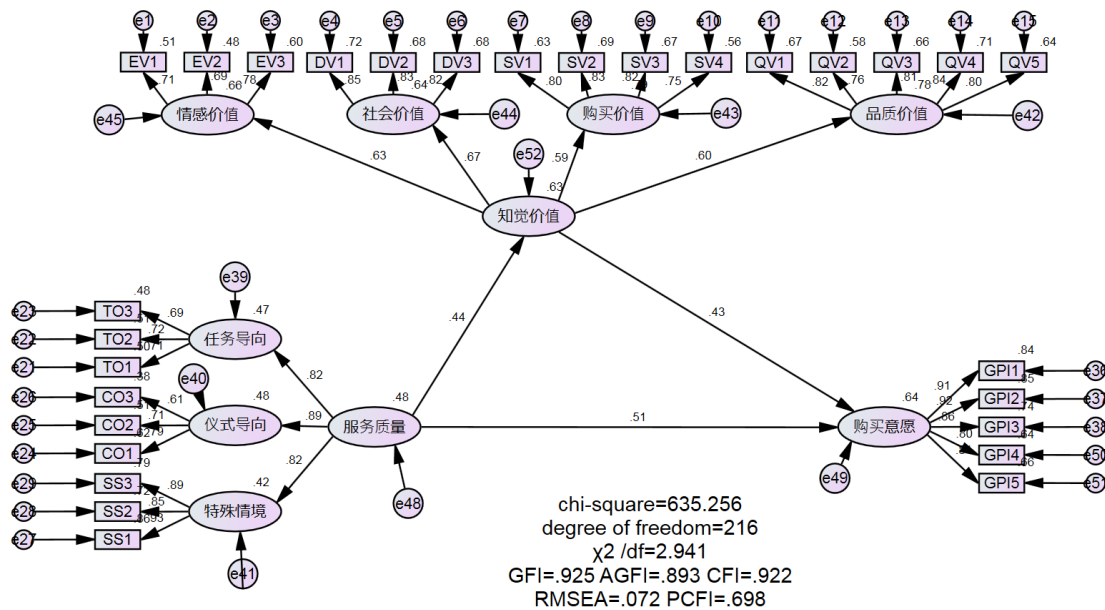 e1 e2 e3 e4 e5 e6 e7 e8 e9 e10 e11 e12 e13 e14 e15
.51 .48 .60 .72 .68 .68 .63 .69 .67 .56 .67 .58 .66 .71 .64
EV1 EV2 EV3 DV1 DV2 DV3 SV1 SV2 SV3 SV4 QV1 QV2 QV3 QV4 QV5
.71 .69 .78 .85 .83 .82 .80 .83 .82 .75 .82 .76 .81 .84 .80
.66 .64 .78
e45 情感价值 社会价值 e44 购买价值 e43 品质价值 e42
.63 .67 .59 .60
e52
.63
知觉价值
.44 .43
e39
.48 .47
e23 TO3 .69
e22 TO2 .72 任务导向
e21 TO1 .71
.82
e40
e26 CO3 .61 .48
e25 CO2 .71 仪式导向 .89 服务质量 .48 .51 购买意愿 .64
e24 CO1 .79
.82
.79
e29 SS3 .89 .42
e28 SS2 .85 特殊情境
e27 SS1 .93
e41 e48 e49
.84
.91 GPI1 e36
.92 GPI2 e37
.86 GPI3 e38
GPI4 e50
GPI5 e51
chi-square=635.256
degree of freedom=216
χ2 /df=2.941
GFI=.925 AGFI=.893 CFI=.922
RMSEA=.072 PCFI=.698